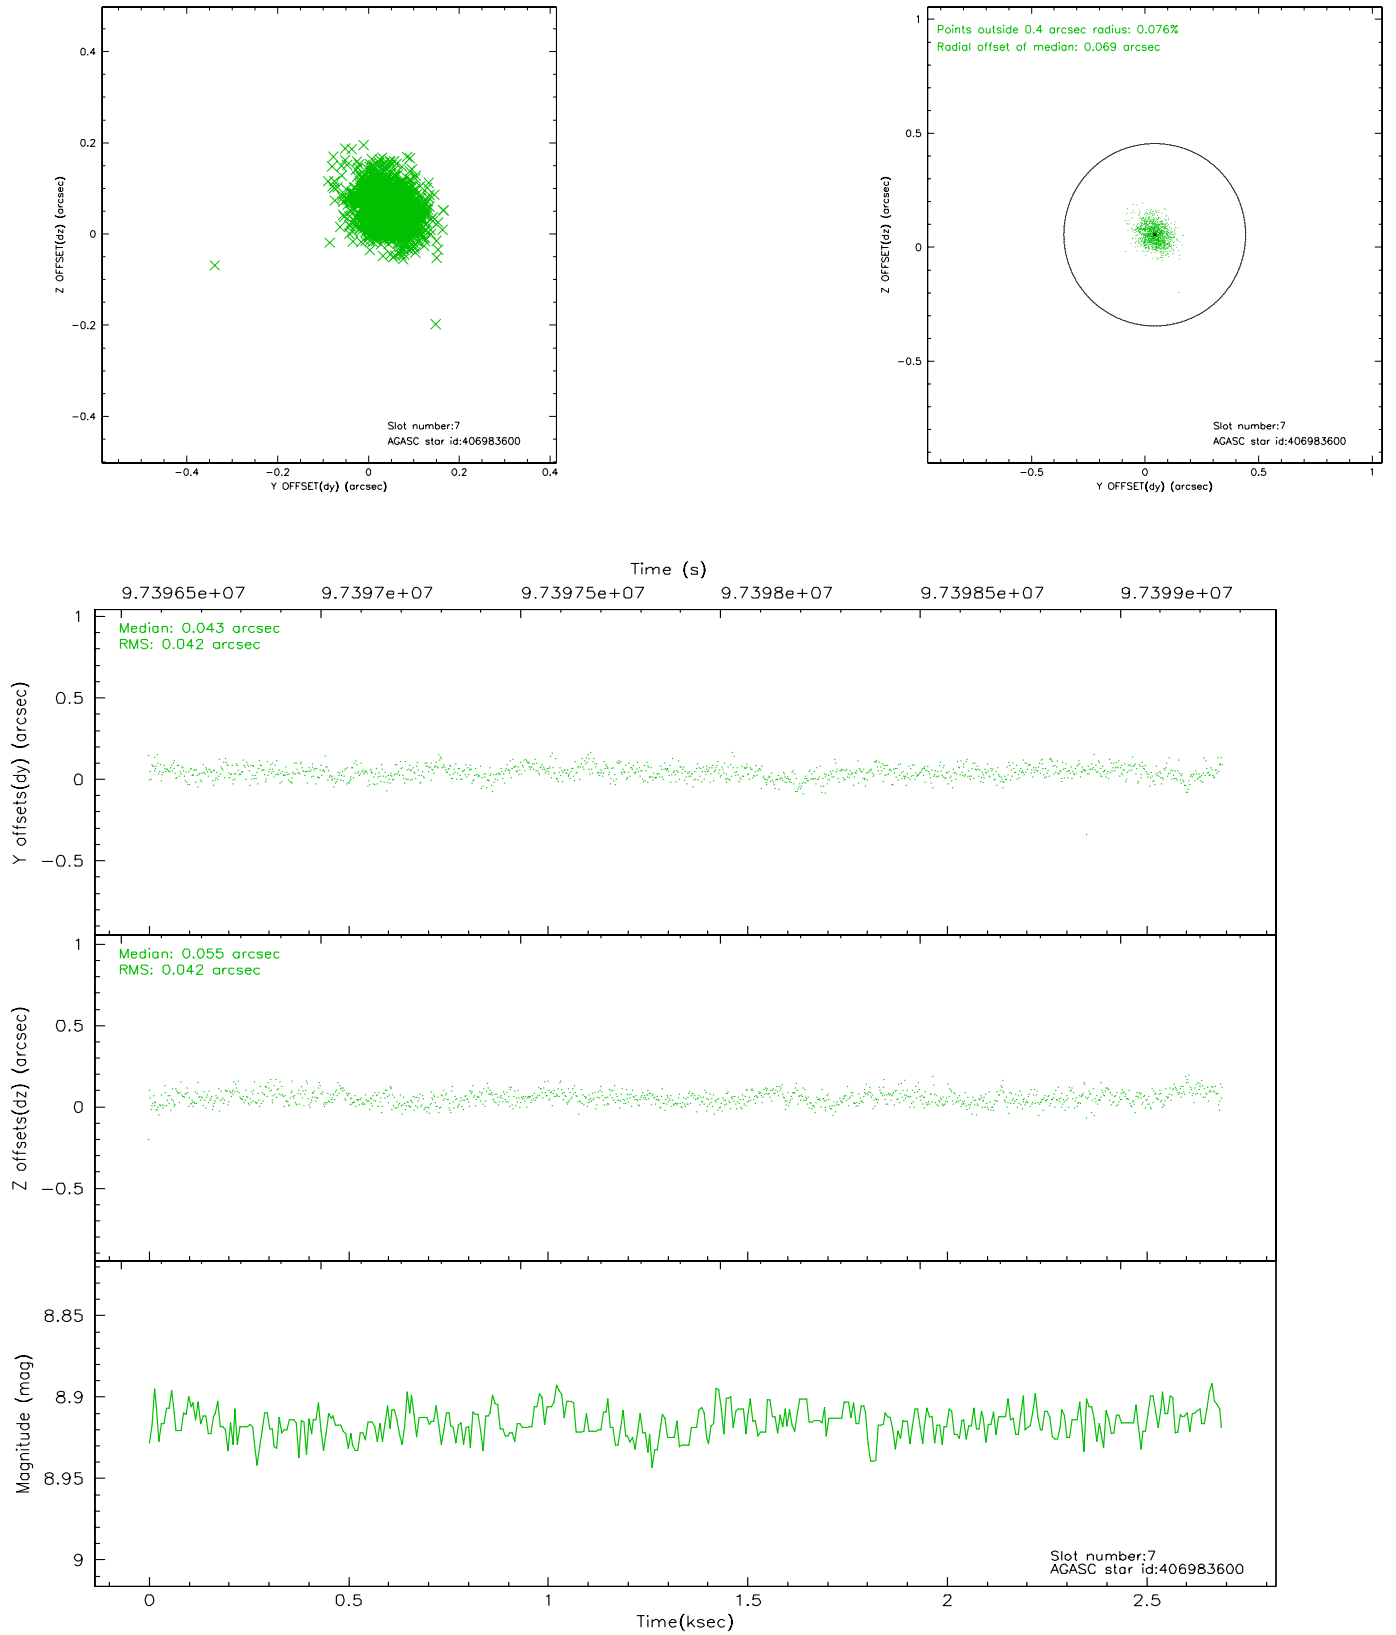 0.4
0.2
0
−0.2
−0.4
Z OFFSET(dz) (arcsec)
Slot number:7
AGASC star id:406983600
−0.4 −0.2 0 0.2 0.4
Y OFFSET(dy) (arcsec)
Points outside 0.4 arcsec radius: 0.076%
Radial offset of median: 0.069 arcsec
1
0.5
0
−0.5
Z OFFSET(dz) (arcsec)
Slot number:7
AGASC star id:406983600
−0.5 0 0.5 1
Y OFFSET(dy) (arcsec)
Time (s)
9.73965e+07 9.7397e+07 9.73975e+07 9.7398e+07 9.73985e+07 9.7399e+07
Median: 0.043 arcsec
RMS: 0.042 arcsec
1
0.5
0
−0.5
Y offsets(dy) (arcsec)
Median: 0.055 arcsec
RMS: 0.042 arcsec
1
0.5
0
−0.5
Z offsets(dz) (arcsec)
8.85
8.9
8.95
9
Magnitude (mag)
Slot number:7
AGASC star id:406983600
0 0.5 1 1.5 2 2.5
Time(ksec)